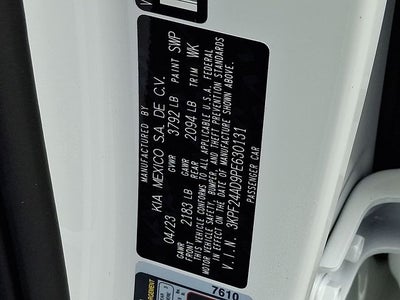 MANUFACTURED BY
KIA MEXICO S.A. DE C.V.
04/23 GVWR 3792 LB PAINT SWP
GAWR FRONT 2183 LB GAWR REAR 2094 LB TRIM WK
THIS VEHICLE CONFORMS TO ALL APPLICABLE U.S.A. FEDERAL
MOTOR VEHICLE SAFETY, BUMPER, AND THEFT PREVENTION STANDARDS
IN EFFECT ON THE DATE OF MANUFACTURE SHOWN ABOVE.
V.I.N. 3KPF24AD9PE630131
PASSENGER CAR
7610